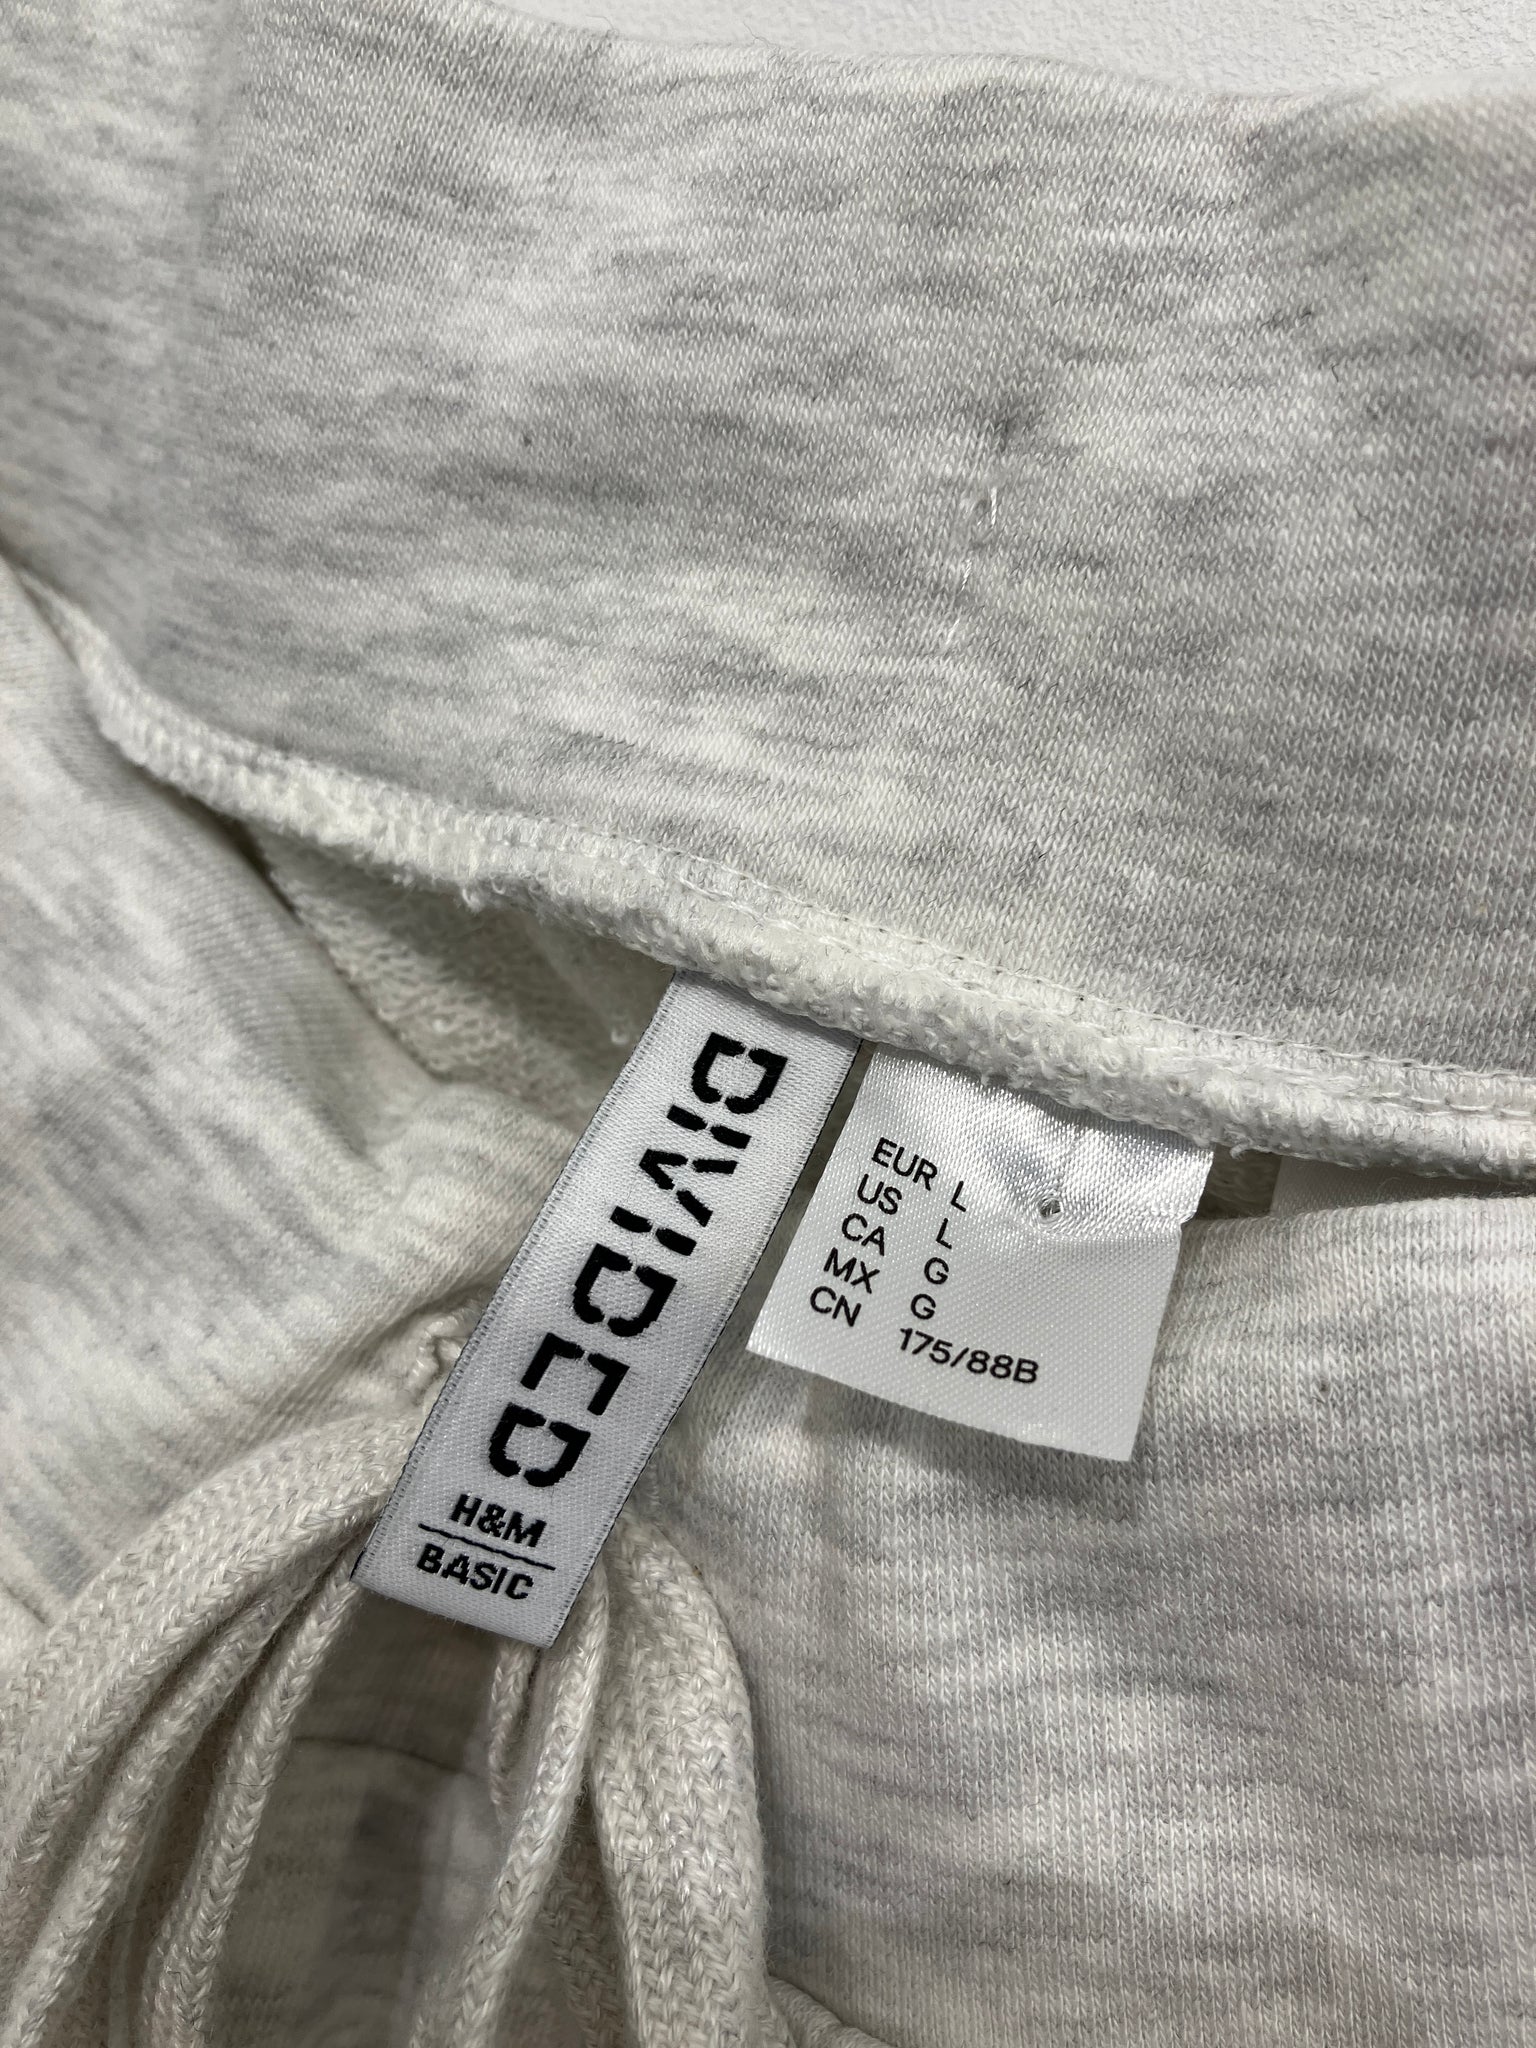 DIVIDED
H&M
BASIC
EUR L
US L
CA G
MX G
CN 175/88B